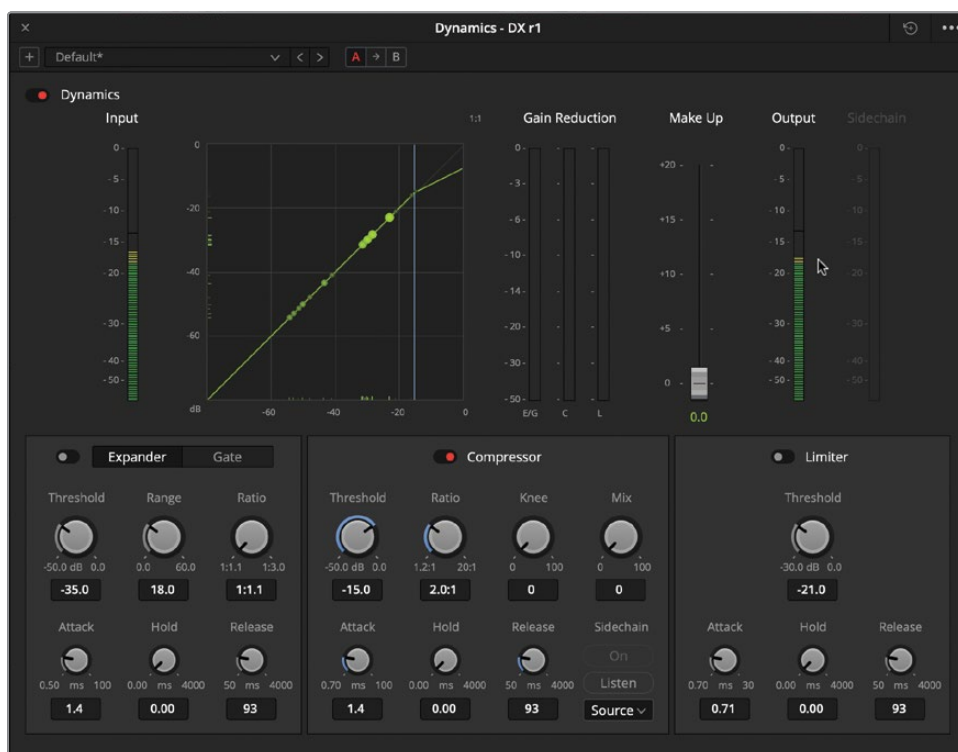 Dynamics - DX r1
Default*
A B
Dynamics
Input
1:1
Gain Reduction
Make Up
Output
Sidechain
0 -5 -10 -15 -20 -30 -40 -50
0 -20 -40 -60
dB -60 -40 -20 0
0 -3 -6 -10 -14 -20 -30 -50
E/G C L
+20 +15 +10 +5 0
0.0
0 -5 -10 -15 -20 -30 -40 -50
0 -5 -10 -15 -20 -30 -40 -50
Expander Gate
Threshold Range Ratio
-50.0 dB 0.0 0.0 60.0 1:1.1 1:3.0
-35.0 18.0 1:1.1
Attack Hold Release
0.50 ms 100 0.00 ms 4000 50 ms 4000
1.4 0.00 93
Compressor
Threshold Ratio Knee Mix
-50.0 dB 0.0 1.2:1 20:1 0 100 0 100
-15.0 2.0:1 0 0
Attack Hold Release Sidechain
On
Listen
0.70 ms 100 0.00 ms 4000 50 ms 4000
1.4 0.00 93 Source
Limiter
Threshold
-30.0 dB 0.0
-21.0
Attack Hold Release
0.70 ms 30 0.00 ms 4000 50 ms 4000
0.71 0.00 93